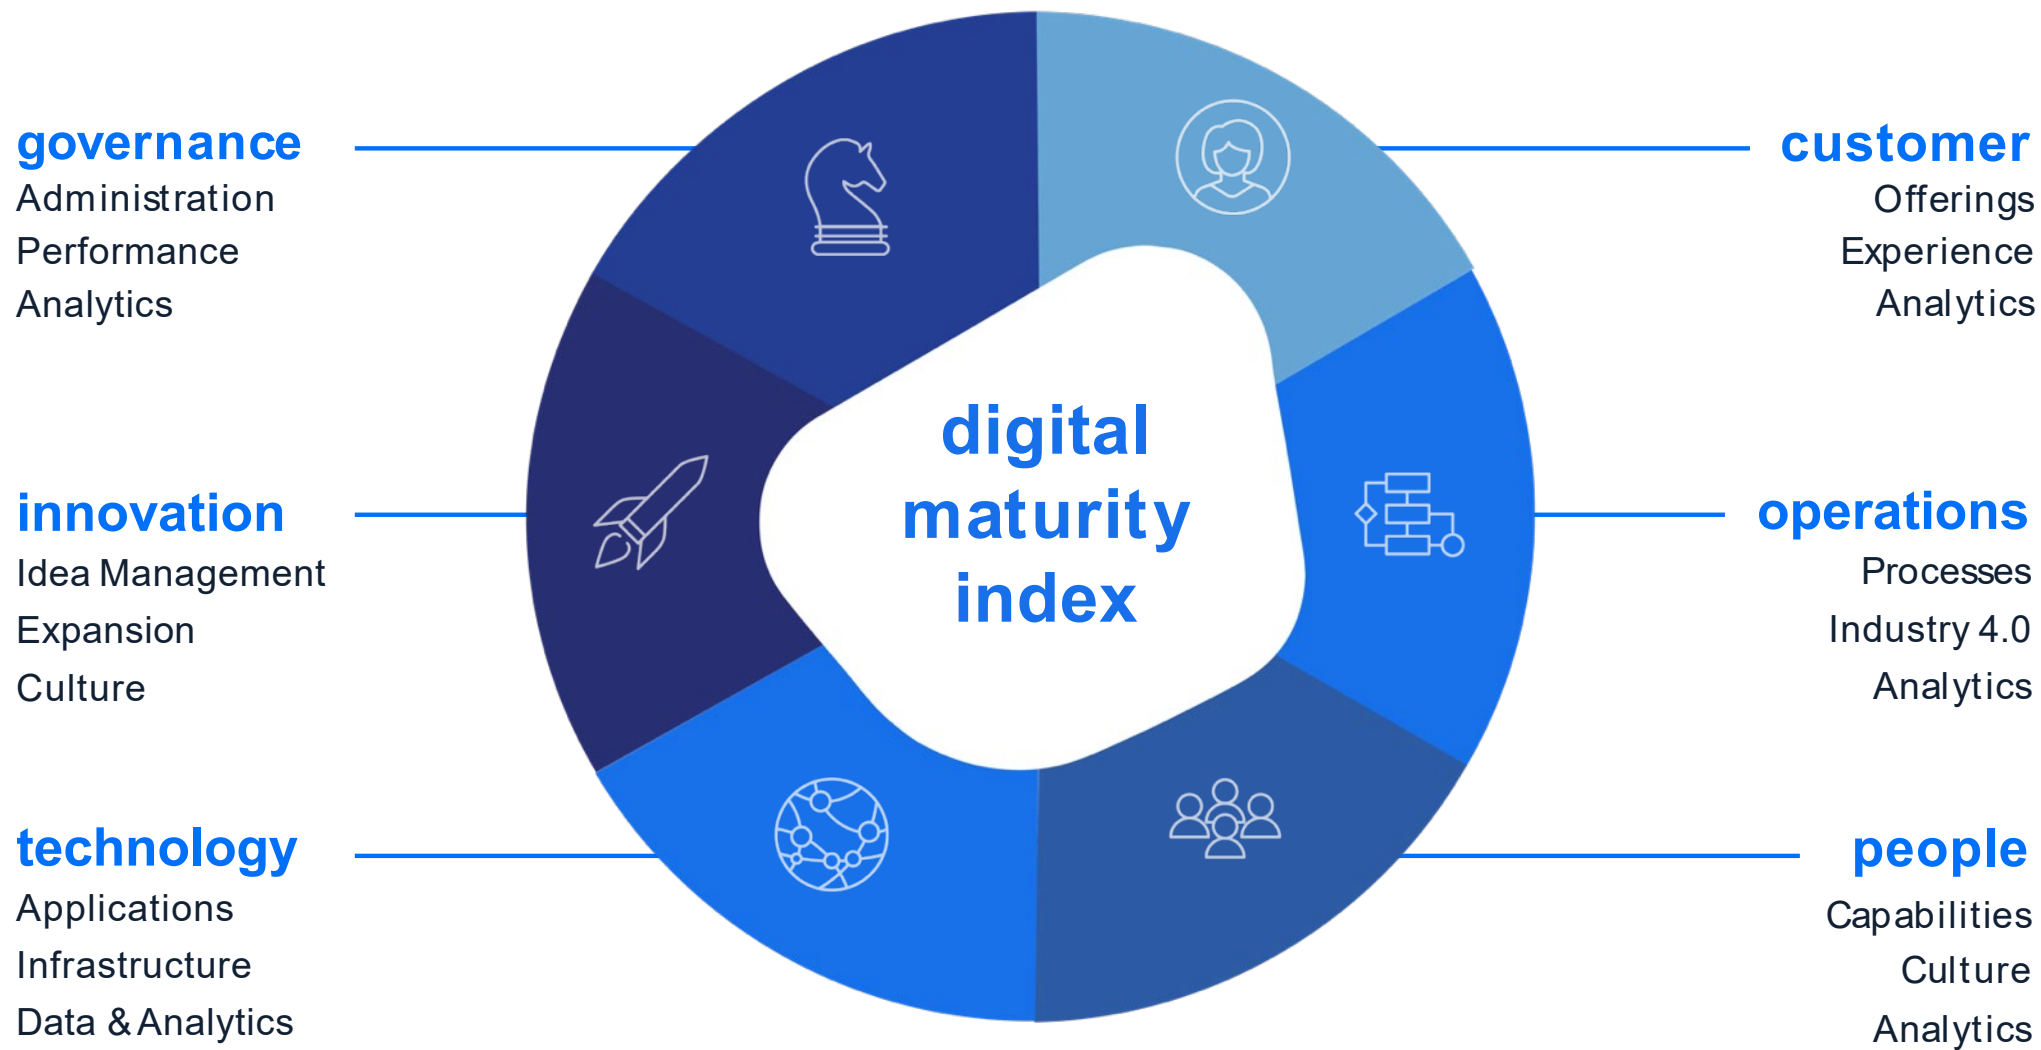 governance
Administration
Performance
Analytics
innovation
Idea Management
Expansion
Culture
technology
Applications
Infrastructure
Data & Analytics
digital
maturity
index
customer
Offerings
Experience
Analytics
operations
Processes
Industry 4.0
Analytics
people
Capabilities
Culture
Analytics